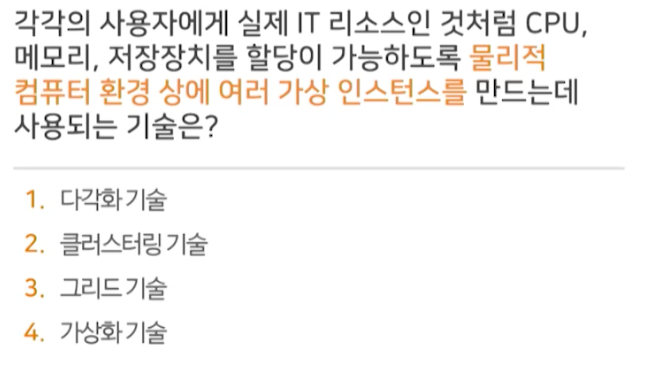 각각의 사용자에게 실제 IT 리소스인 것처럼 CPU,
메모리, 저장장치를 할당이 가능하도록 물리적
컴퓨터 환경 상에 여러 가상 인스턴스를 만드는데
사용되는 기술은?
1. 다각화 기술
2. 클러스터링 기술
3. 그리드 기술
4. 가상화 기술